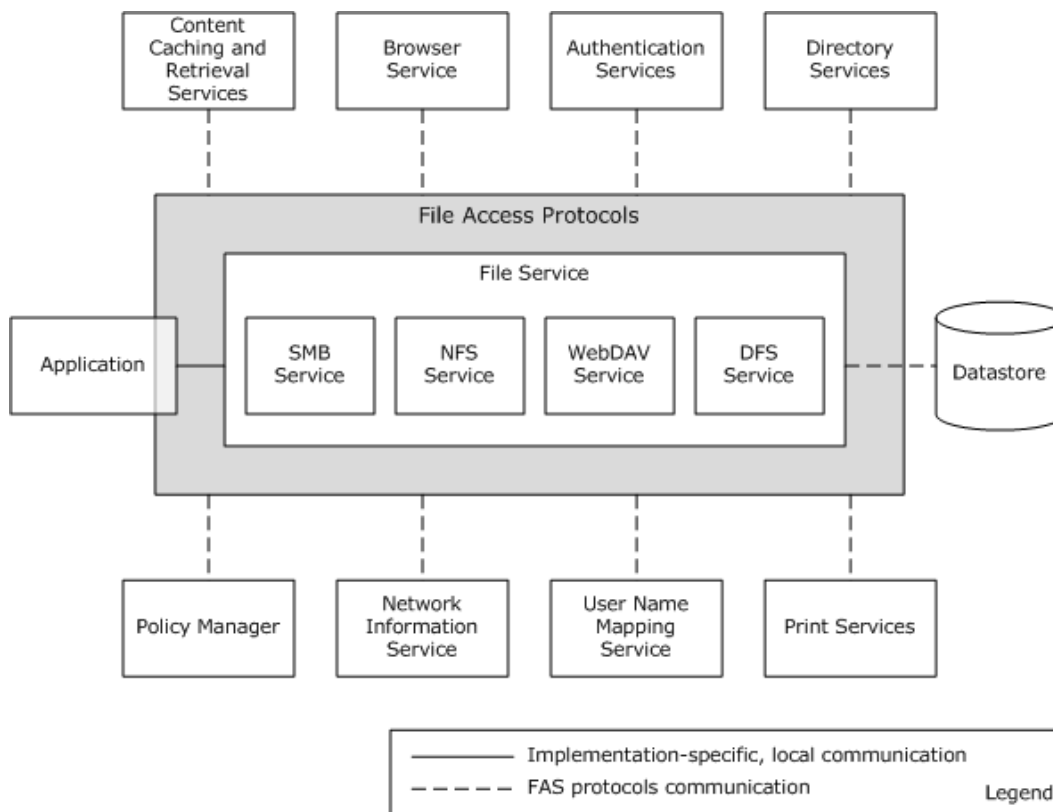 Content
Caching and
Retrieval
Services
Browser
Service
Authentication
Services
Directory
Services
File Access Protocols
File Service
Application
SMB
Service
NFS
Service
WebDAV
Service
DFS
Service
Datastore
Policy Manager
Network
Information
Service
User Name
Mapping
Service
Print Services
Implementation-specific, local communication
FAS protocols communication
Legend